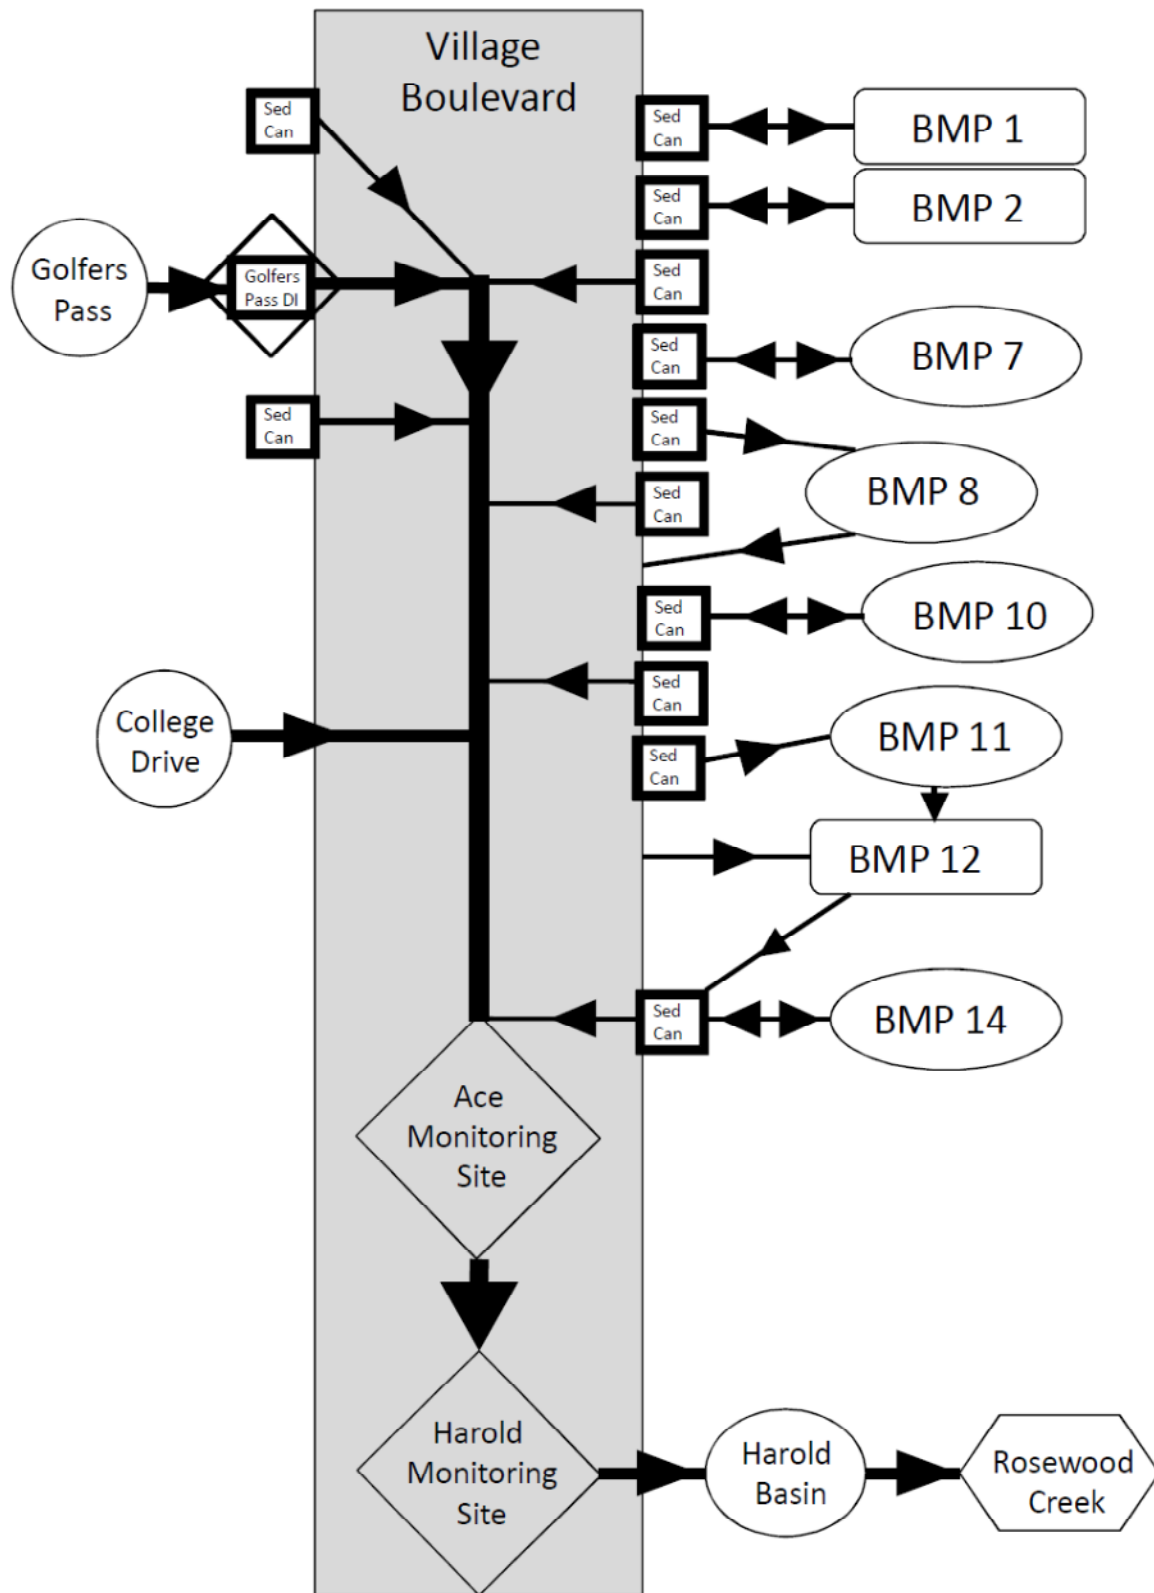 Village
Boulevard
Sed
Can
Sed
Can
BMP 1
Sed
Can
BMP 2
Golfers
Pass
Golfers
Pass DI
Sed
Can
Sed
Can
BMP 7
Sed
Can
Sed
Can
BMP 8
Sed
Can
Sed
Can
BMP 10
Sed
Can
College
Drive
Sed
Can
BMP 11
BMP 12
Sed
Can
BMP 14
Ace
Monitoring
Site
Harold
Monitoring
Site
Harold
Basin
Rosewood
Creek